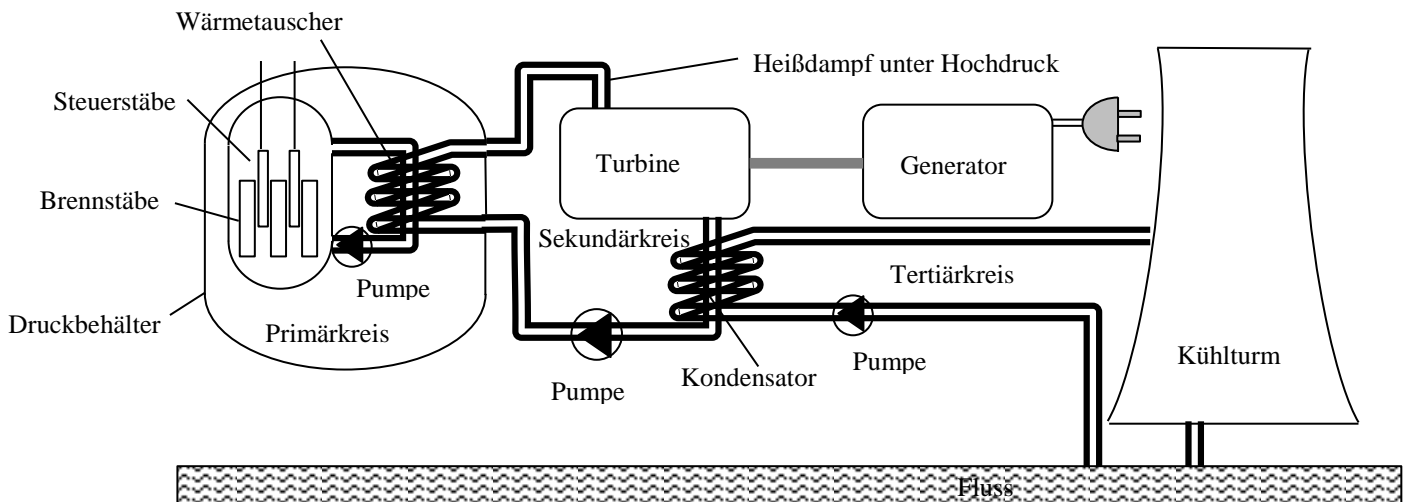 Wärmetauscher
Heißdampf unter Hochdruck
Steuerstäbe
Turbine
Generator
Brennstäbe
Sekundärkreis
Tertiärkreis
Pumpe
Druckbehälter
Primärkreis
Kühlturm
Pumpe
Kondensator
Pumpe
Fluss